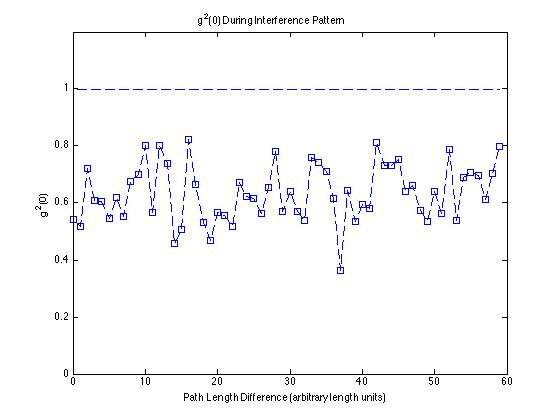 g²(0) During Interference Pattern
1
0.8
0.6
0.4
0.2
0
g²(0)
0 10 20 30 40 50 60
Path Length Difference (arbitrary length units)